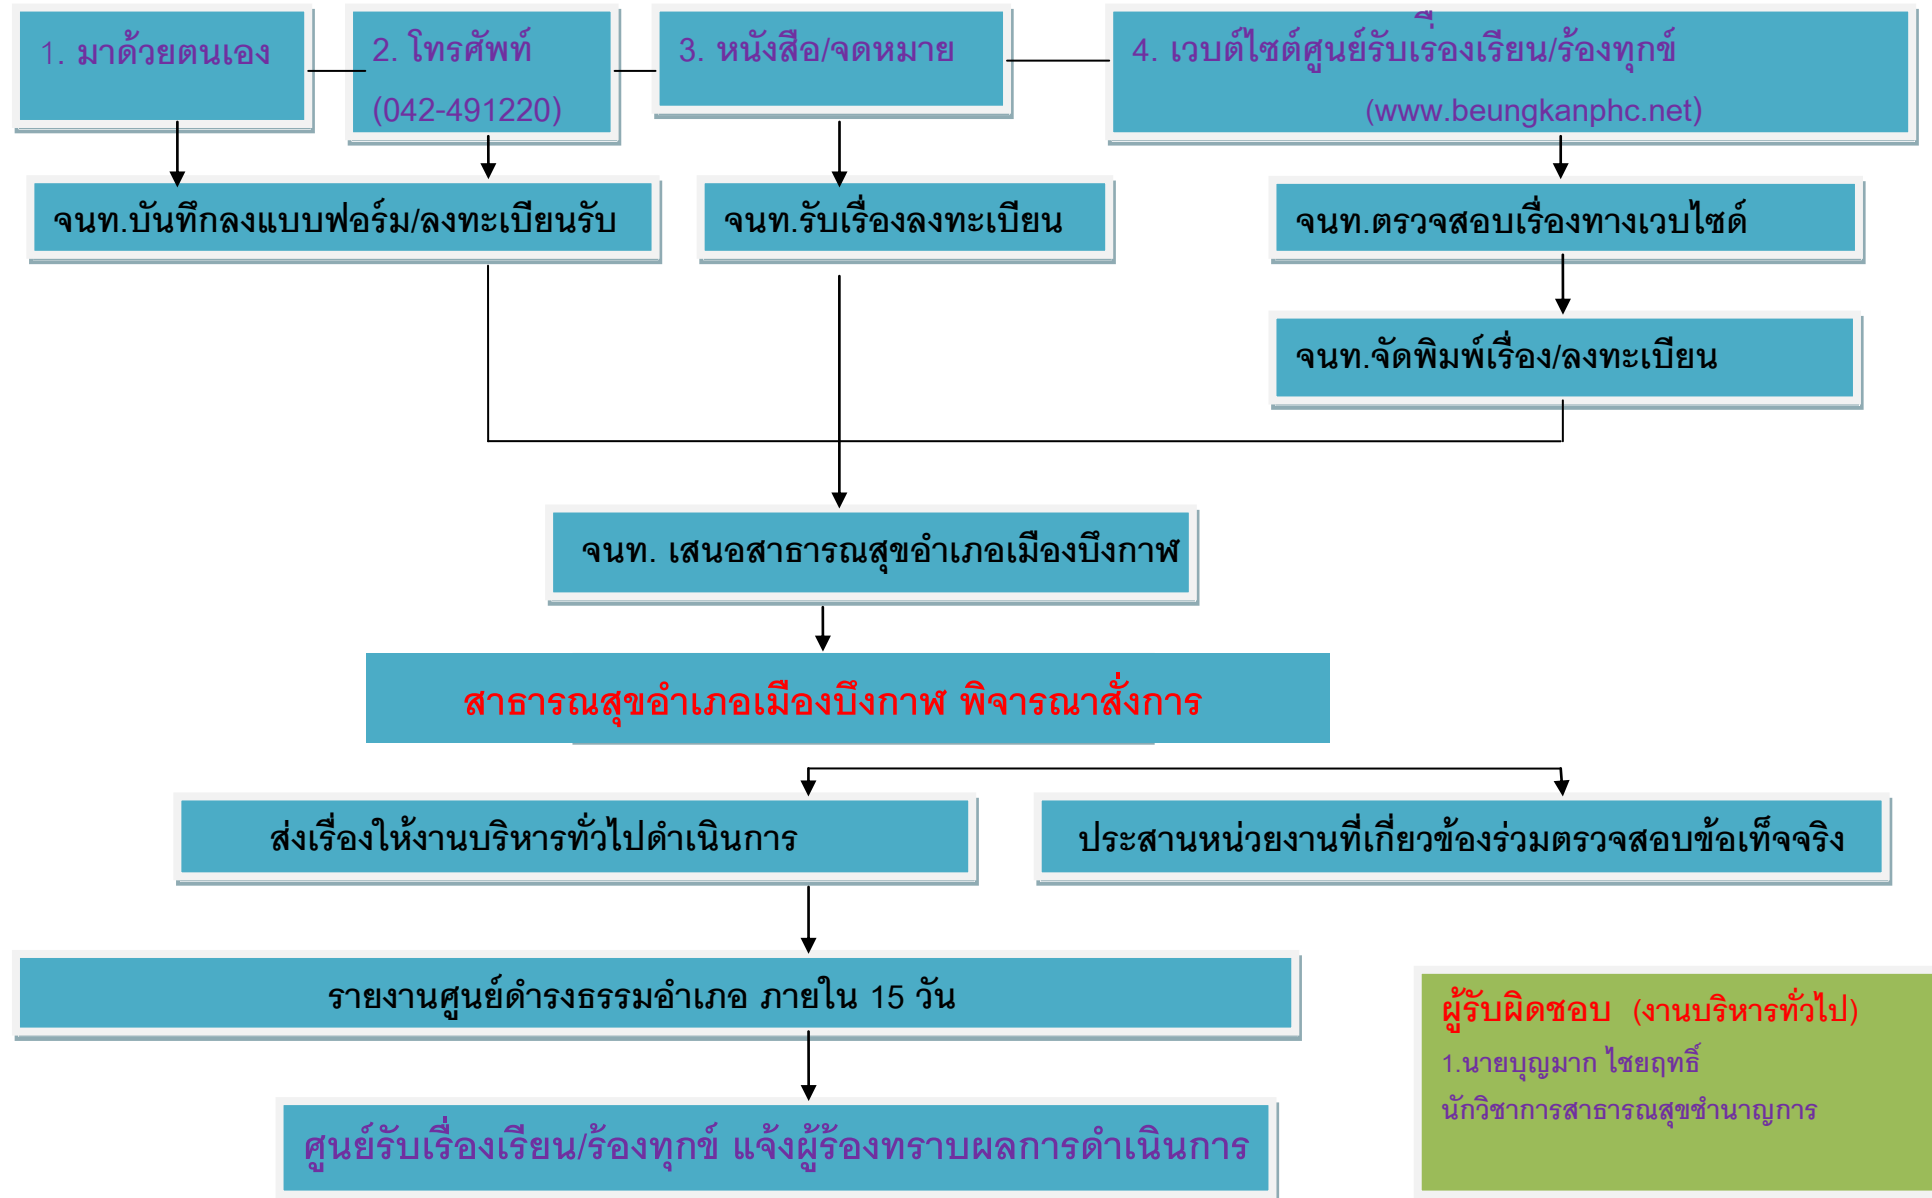 1. มาด้วยตนเอง
2. โทรศัพท์
(042-491220)
3. หนังสือ/จดหมาย
4. เวบต์ไซต์ศูนย์รับเรื่องเรียน/ร้องทุกข์
(www.beungkanphc.net)
จนท.บันทึกลงแบบฟอร์ม/ลงทะเบียนรับ
จนท.รับเรื่องลงทะเบียน
จนท.ตรวจสอบเรื่องทางเวบไซด์
จนท.จัดพิมพ์เรื่อง/ลงทะเบียน
จนท. เสนอสาธารณสุขอำเภอเมืองบึงกาฬ
สาธารณสุขอำเภอเมืองบึงกาฬ พิจารณาสั่งการ
ส่งเรื่องให้งานบริหารทั่วไปดำเนินการ
ประสานหน่วยงานที่เกี่ยวข้องร่วมตรวจสอบข้อเท็จจริง
รายงานศูนย์ดำรงธรรมอำเภอ ภายใน 15 วัน
ศูนย์รับเรื่องเรียน/ร้องทุกข์ แจ้งผู้ร้องทราบผลการดำเนินการ
ผู้รับผิดชอบ (งานบริหารทั่วไป)
1.นายบุญมาก ไชยฤทธิ์
นักวิชาการสาธารณสุขชำนาญการ